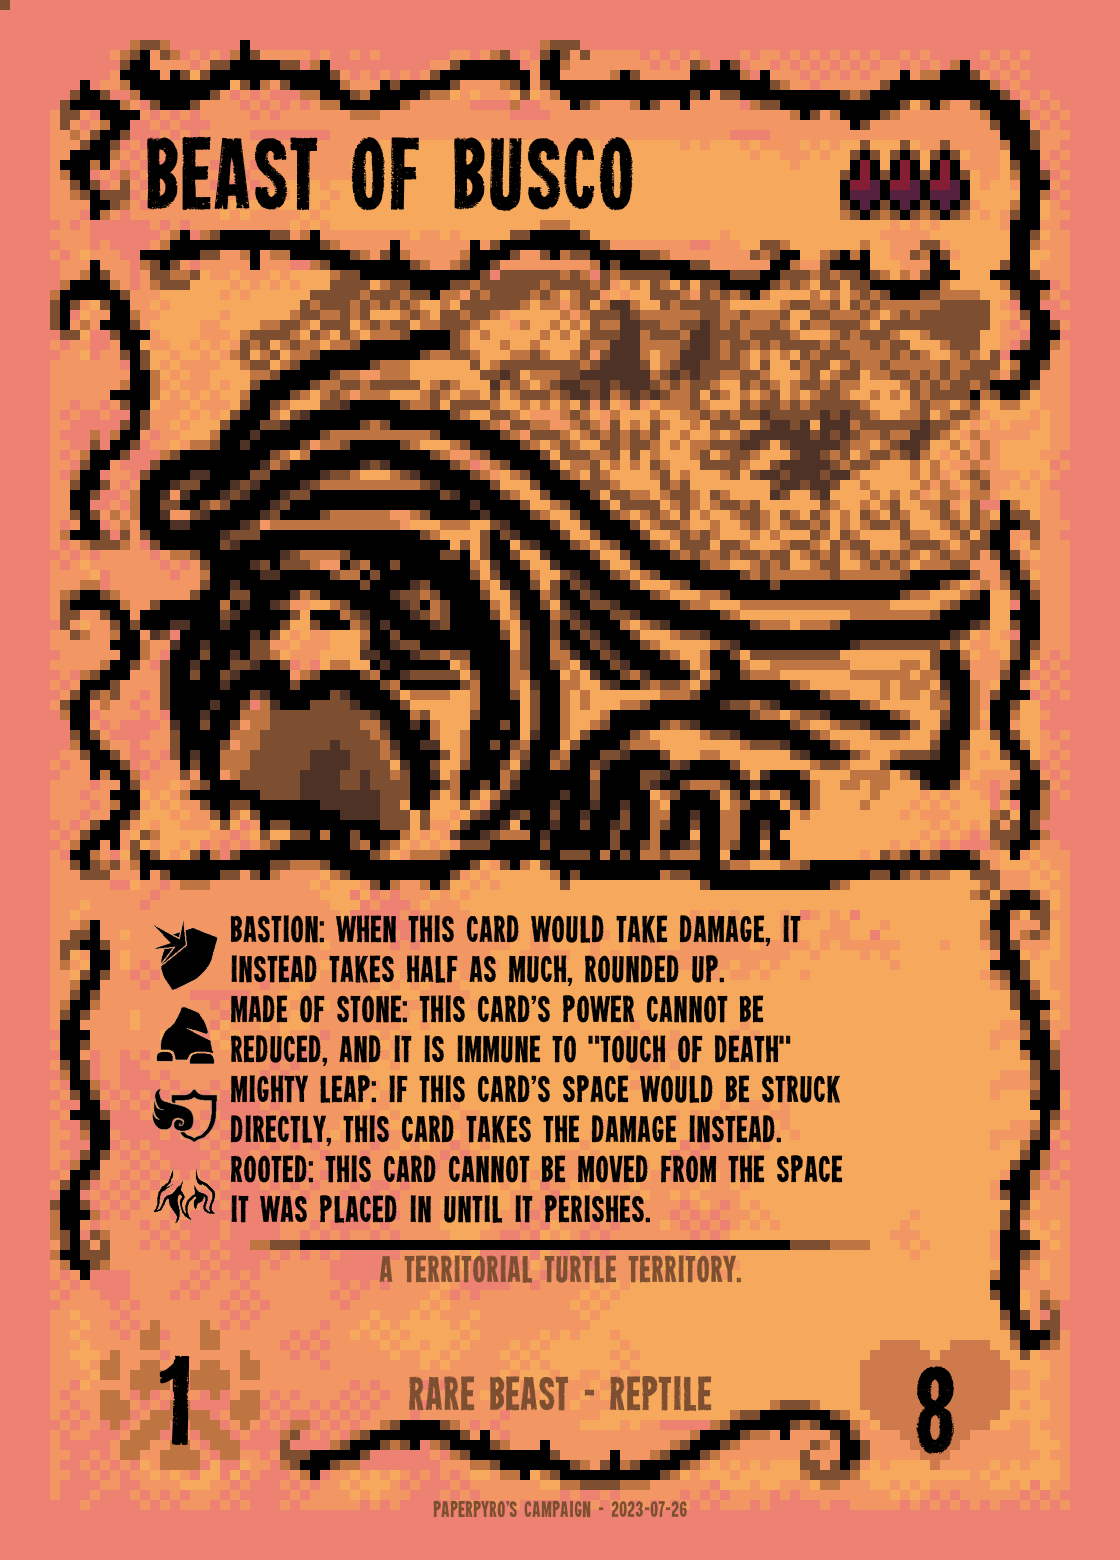 BEAST OF BUSCO
BASTION: WHEN THIS CARD WOULD TAKE DAMAGE, IT
INSTEAD TAKES HALF AS MUCH, ROUNDED UP.
MADE OF STONE: THIS CARD'S POWER CANNOT BE
REDUCED, AND IT IS IMMUNE TO "TOUCH OF DEATH"
MIGHTY LEAP: IF THIS CARD'S SPACE WOULD BE STRUCK
DIRECTLY, THIS CARD TAKES THE DAMAGE INSTEAD.
ROOTED: THIS CARD CANNOT BE MOVED FROM THE SPACE
IT WAS PLACED IN UNTIL IT PERISHES.
A TERRITORIAL TURTLE TERRITORY.
1
RARE BEAST - REPTILE
8
PAPERPYRO'S CAMPAIGN - 2023-07-26